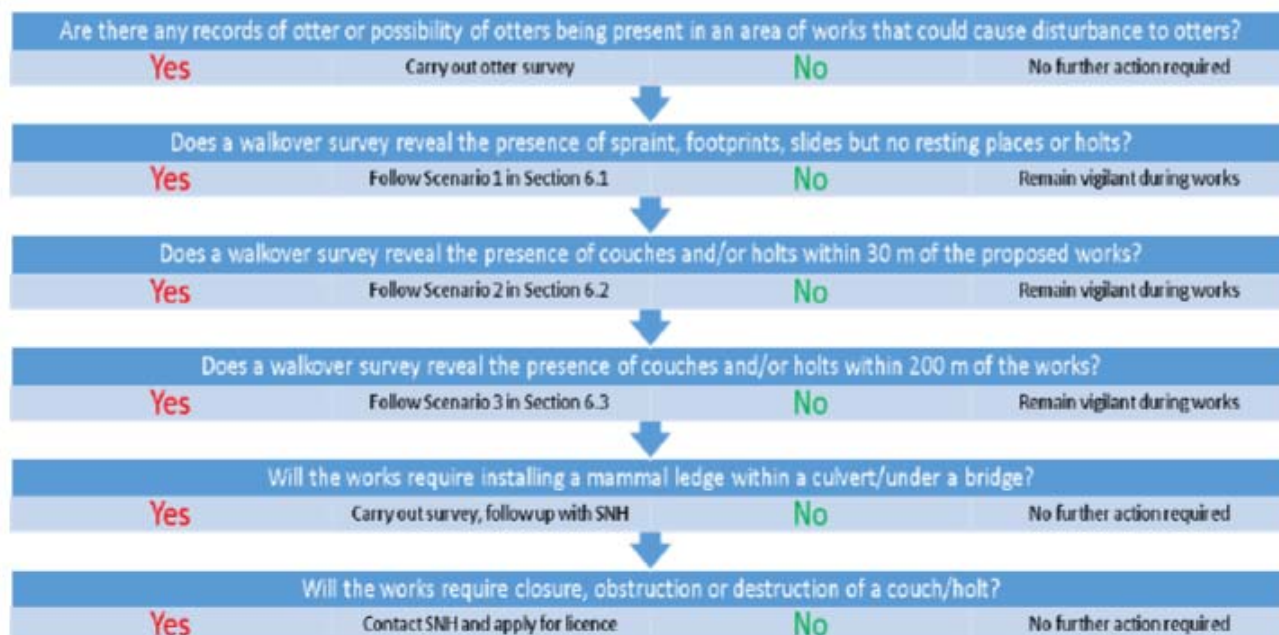 Are there any records of otter or possibility of otters being present in an area of works that could cause disturbance to otters?
Yes Carry out otter survey No No further action required
Does a walkover survey reveal the presence of spraint, footprints, slides but no resting places or holts?
Yes Follow Scenario 1 in Section 6.1 No Remain vigilant during works
Does a walkover survey reveal the presence of couches and/or holts within 30 m of the proposed works?
Yes Follow Scenario 2 in Section 6.2 No Remain vigilant during works
Does a walkover survey reveal the presence of couches and/or holts within 200 m of the works?
Yes Follow Scenario 3 in Section 6.3 No Remain vigilant during works
Will the works require installing a mammal ledge within a culvert/under a bridge?
Yes Carry out survey, follow up with SNH No No further action required
Will the works require closure, obstruction or destruction of a couch/holt?
Yes Contact SNH and apply for licence No No further action required